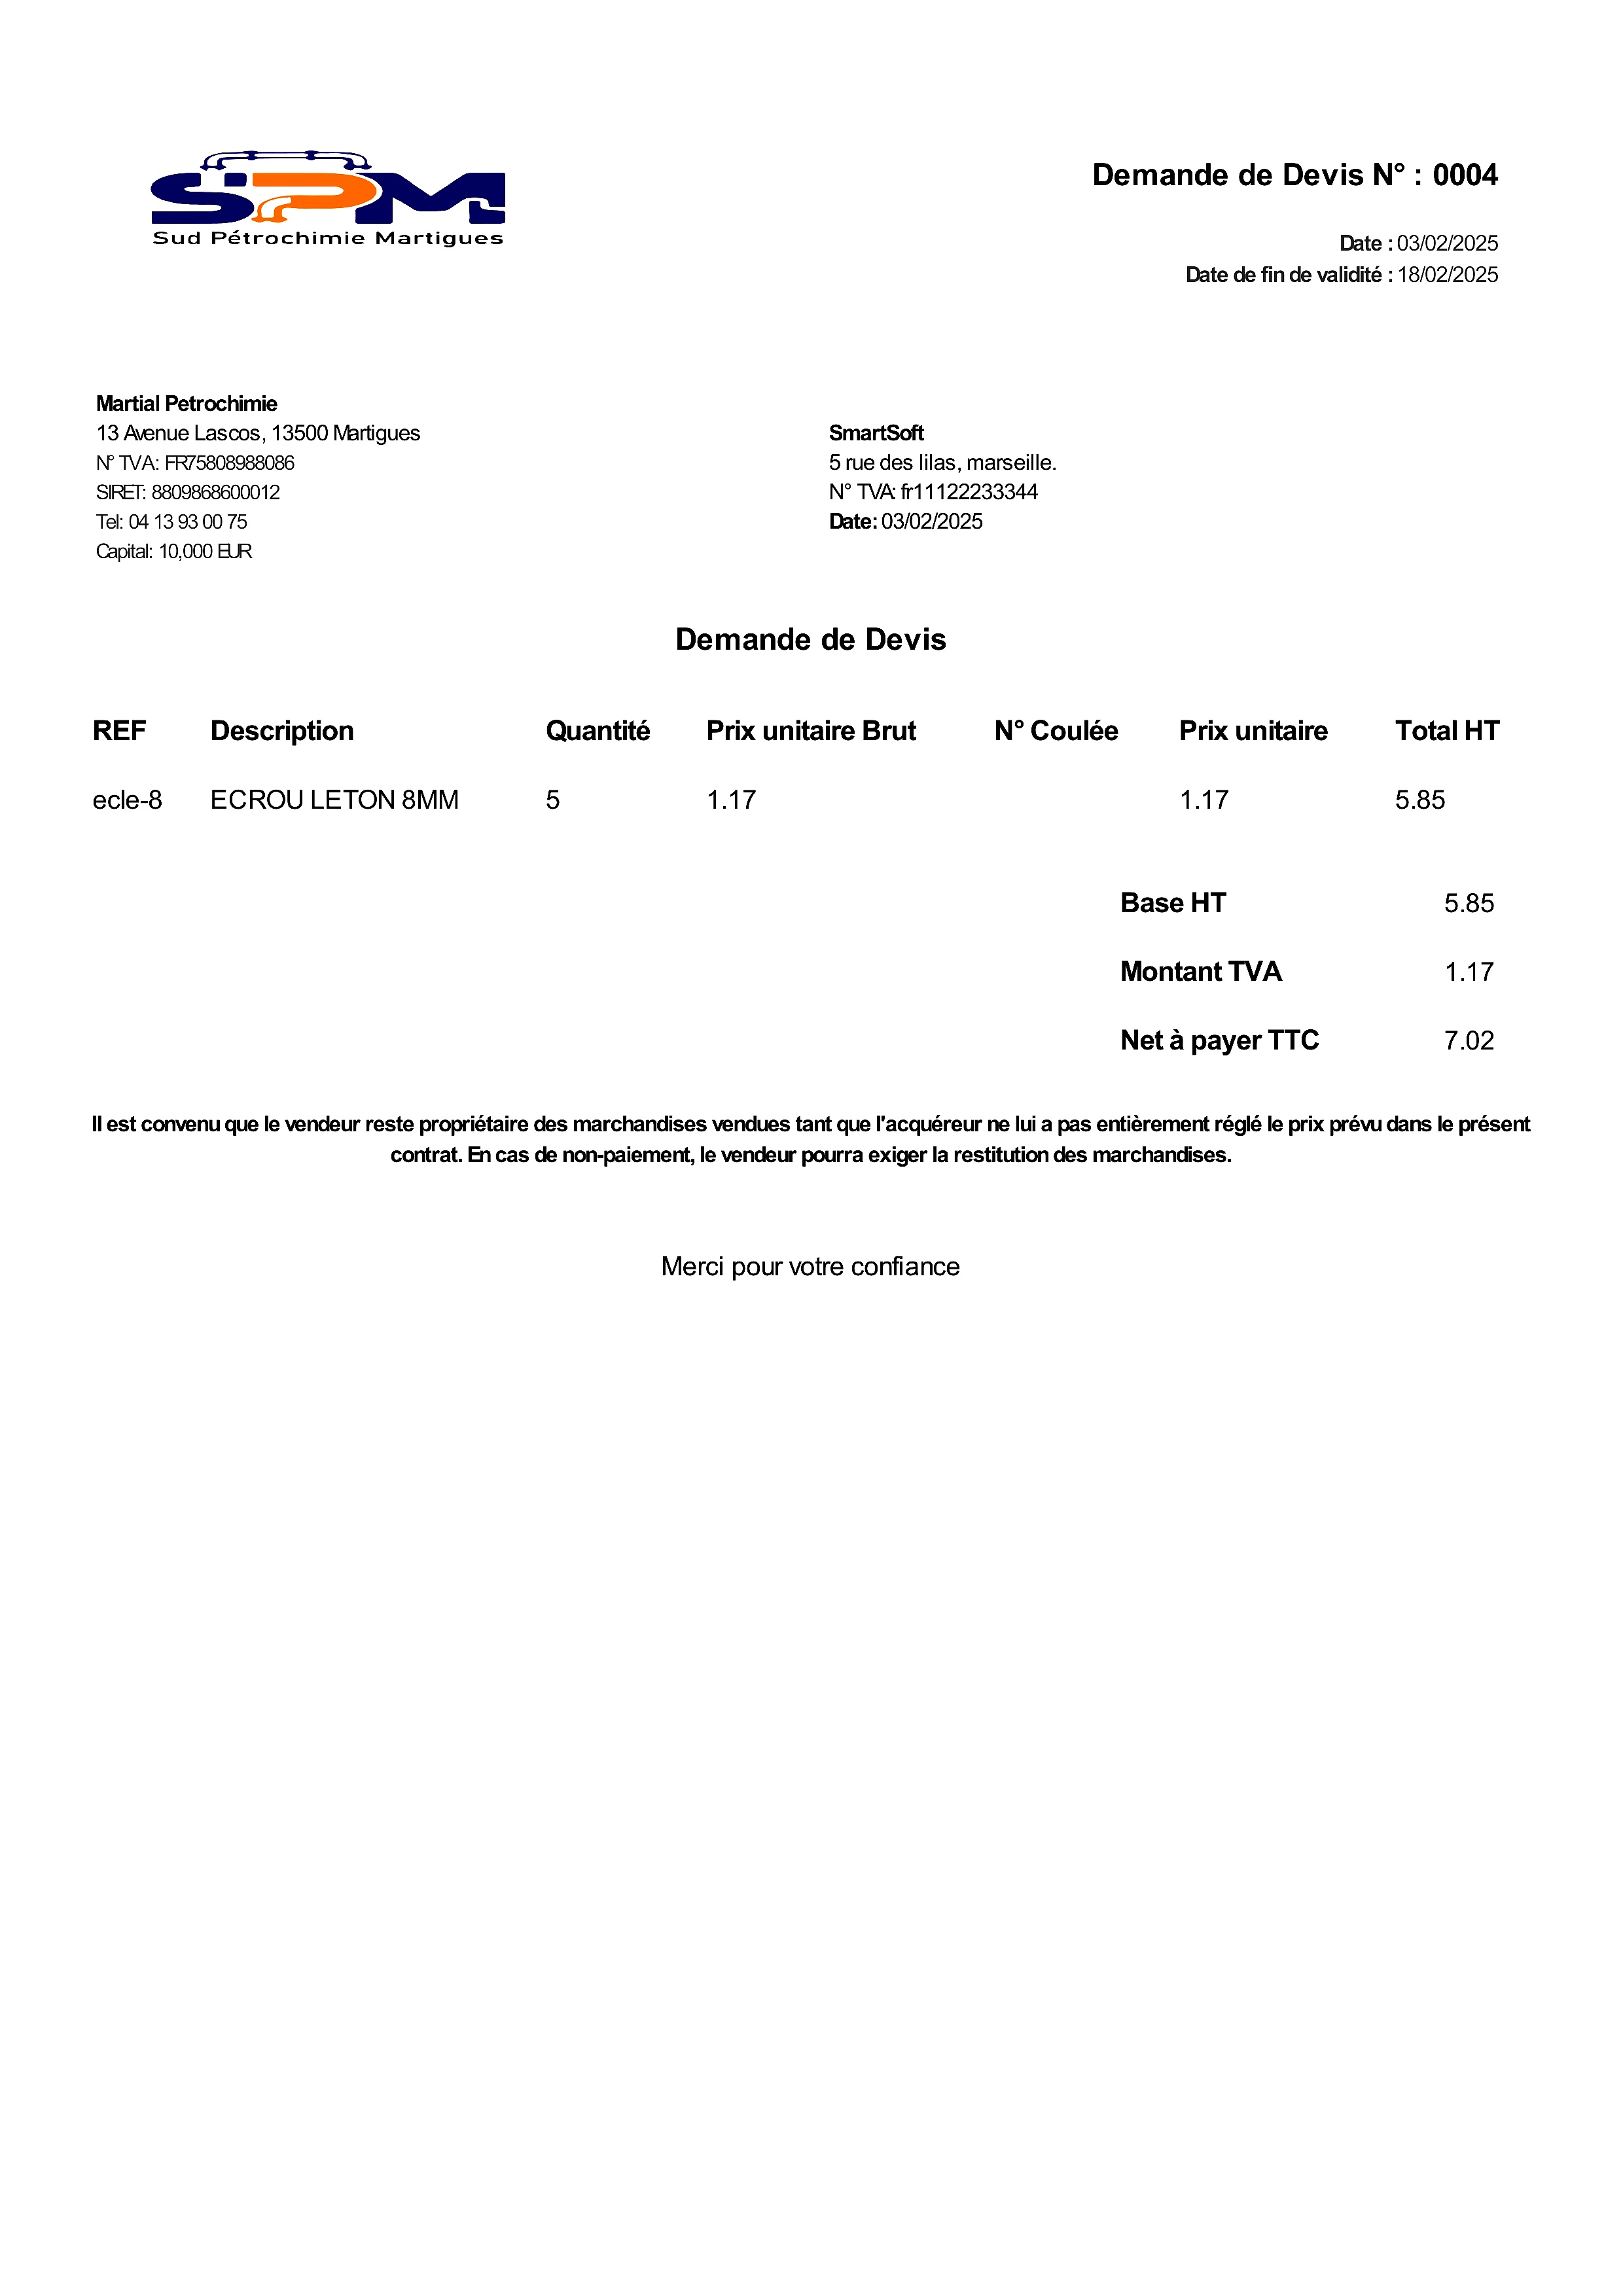 SPM
Sud Pétrochimie Martigues
Demande de Devis N° : 0004
Date : 03/02/2025
Date de fin de validité : 18/02/2025
Martial Petrochimie
13 Avenue Lascos, 13500 Martigues
N° TVA: FR75808988086
SIRET: 8809868600012
Tel: 04 13 93 00 75
Capital: 10,000 EUR
SmartSoft
5 rue des lilas, marseille.
N° TVA: fr11122233344
Date: 03/02/2025
Demande de Devis
REF Description Quantité Prix unitaire Brut N° Coulée Prix unitaire Total HT
ecle-8 ECROU LETON 8MM 5 1.17 1.17 5.85
Base HT 5.85
Montant TVA 1.17
Net à payer TTC 7.02
Il est convenu que le vendeur reste propriétaire des marchandises vendues tant que l'acquéreur ne lui a pas entièrement réglé le prix prévu dans le présent
contrat. En cas de non-paiement, le vendeur pourra exiger la restitution des marchandises.
Merci pour votre confiance